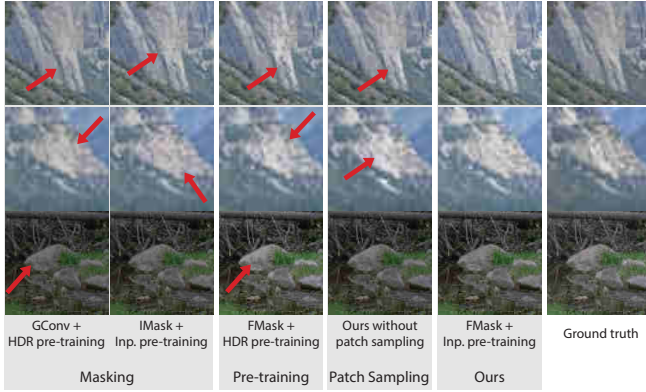 GConv +
HDR pre-training
IMask +
Inp. pre-training
FMask +
HDR pre-training
Ours without
patch sampling
FMask +
Inp. pre-training
Ground truth
Masking
Pre-training
Patch Sampling
Ours